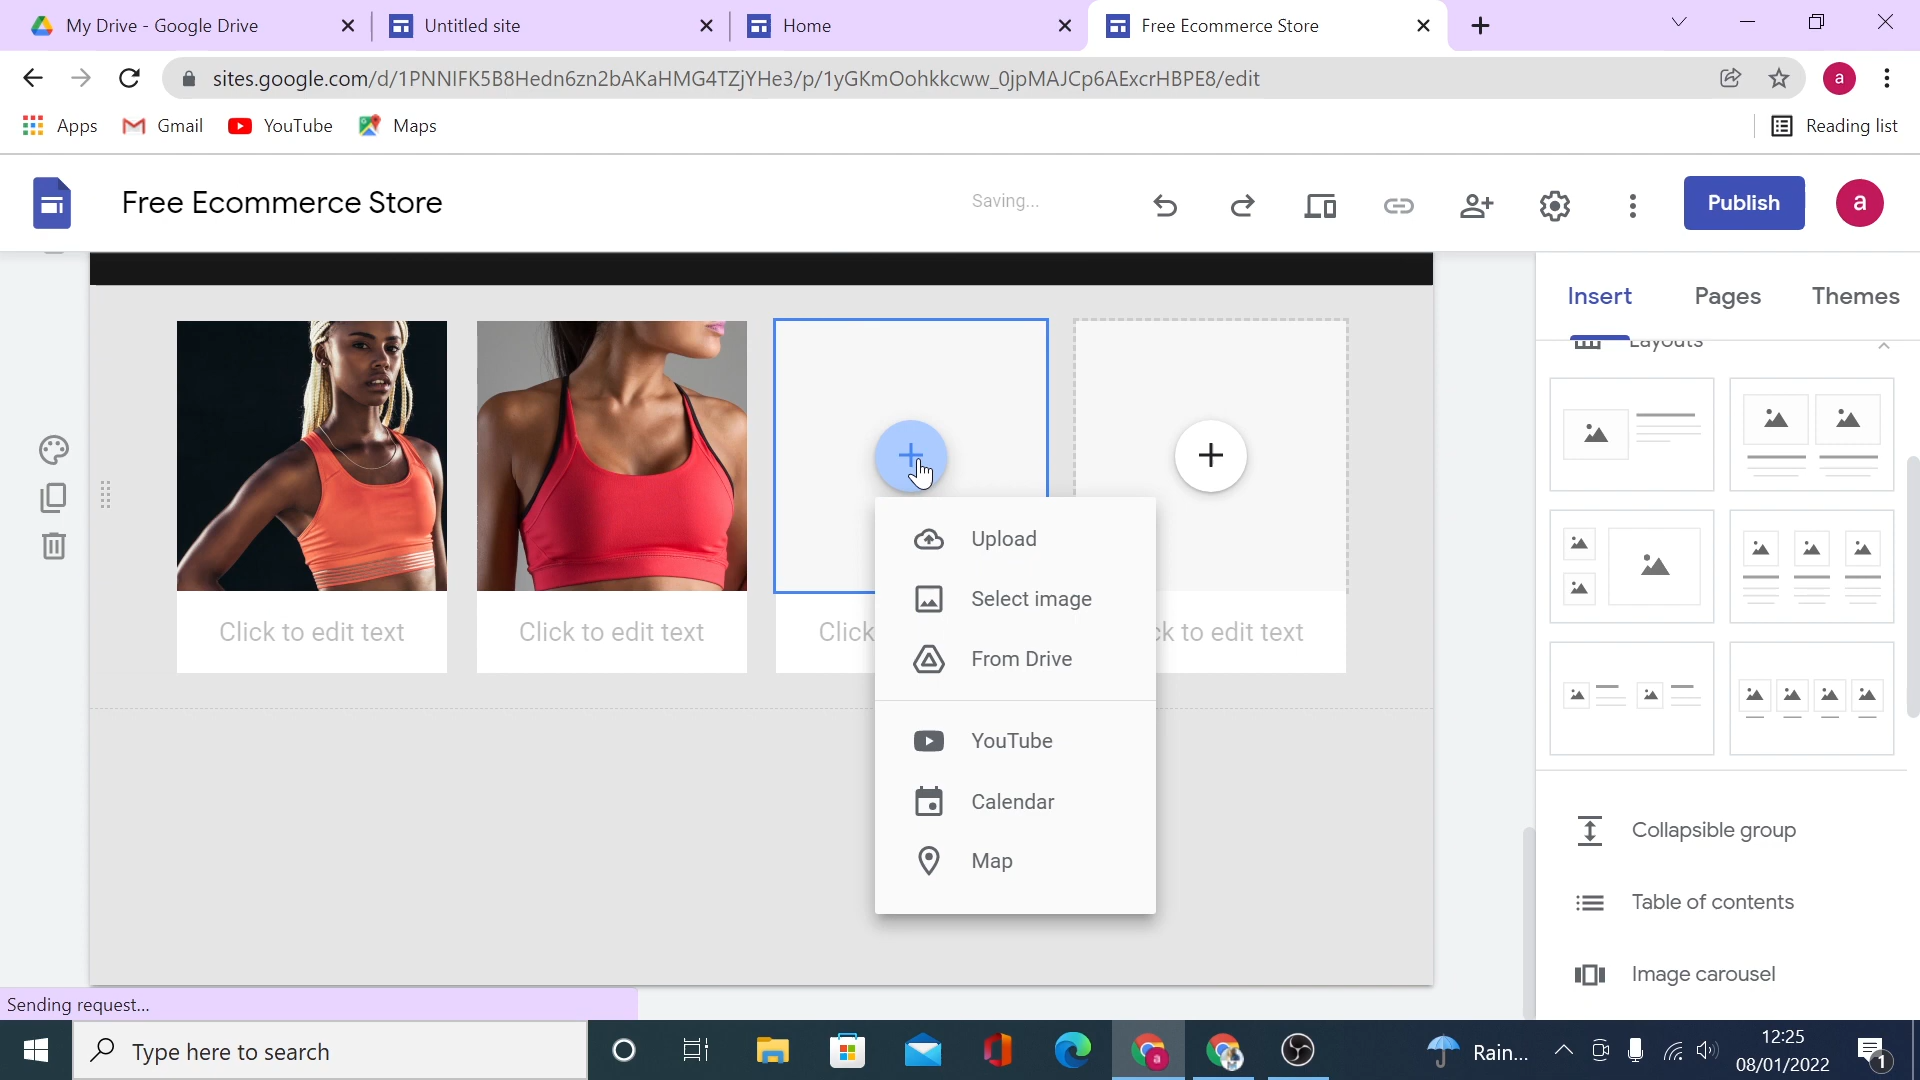 My Drive - Google Drive
Untitled site
Home
Free Ecommerce Store
sites.google.com/d/1PNNIFK5B8Hedn6zn2bAKaHMG4TZjYHe3/p/1yGKmOohkkcww_0jpMAJCp6AExcrHBPE8/edit
a
Apps
Gmail
YouTube
Maps
Reading list
Free Ecommerce Store
Saving...
Publish
a
Insert
Pages
Themes
Layouts
Click to edit text
Click to edit text
Click
ck to edit text
Upload
Select image
From Drive
YouTube
Calendar
Map
Collapsible group
Table of contents
Image carousel
Sending request...
Type here to search
a
Rain...
12:25
08/01/2022
1